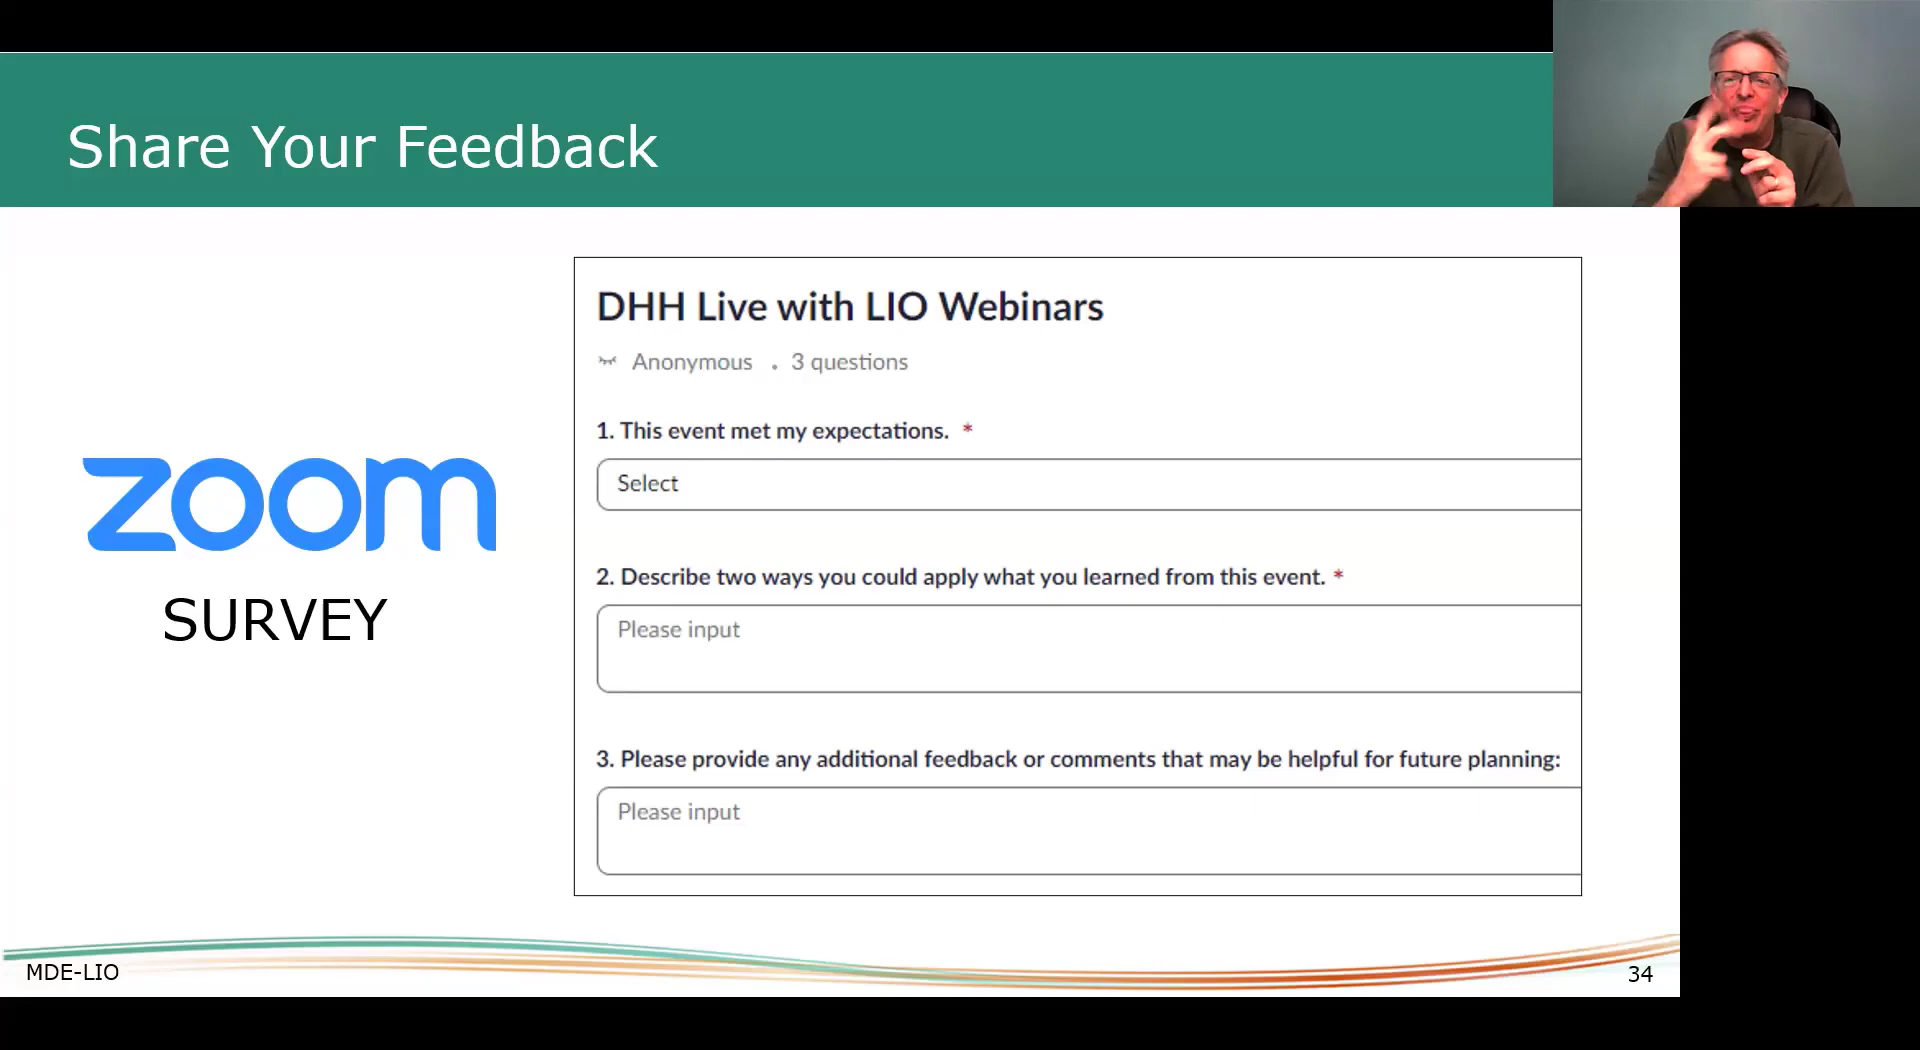 Share Your Feedback
zoom
SURVEY
DHH Live with LIO Webinars
Anonymous . 3 questions
1. This event met my expectations. *
Select
2. Describe two ways you could apply what you learned from this event. *
Please input
3. Please provide any additional feedback or comments that may be helpful for future planning:
Please input
MDE-LIO
34